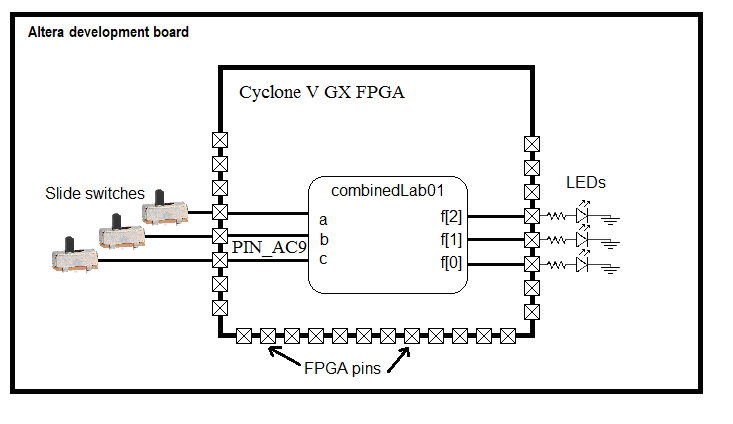 Altera development board
Cyclone V GX FPGA
Slide switches
LEDs
combinedLab01
a
f[2]
b
f[1]
PIN_AC9
c
f[0]
FPGA pins